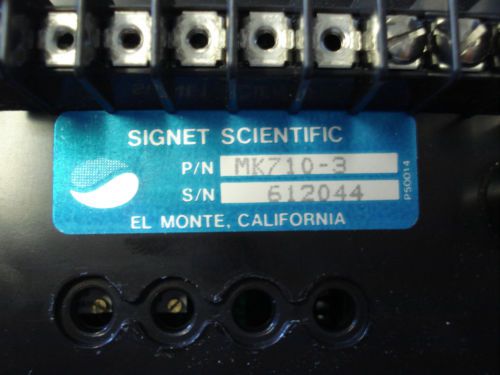 SIGNET SCIENTIFIC
P/N MK710-3
S/N 612044
P50014
EL MONTE, CALIFORNIA